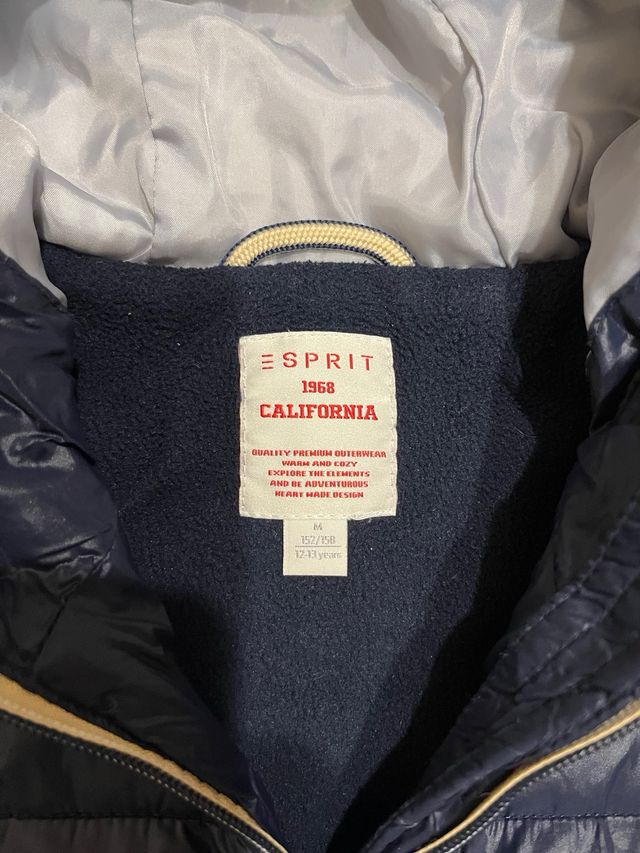 ESPRIT
1968
CALIFORNIA
QUALITY PREMIUM OUTERWEAR
WARM AND COZY
EXPLORE THE ELEMENTS
AND BE ADVENTUROUS
HEART MADE DESIGN
M
152/158
12-13 years